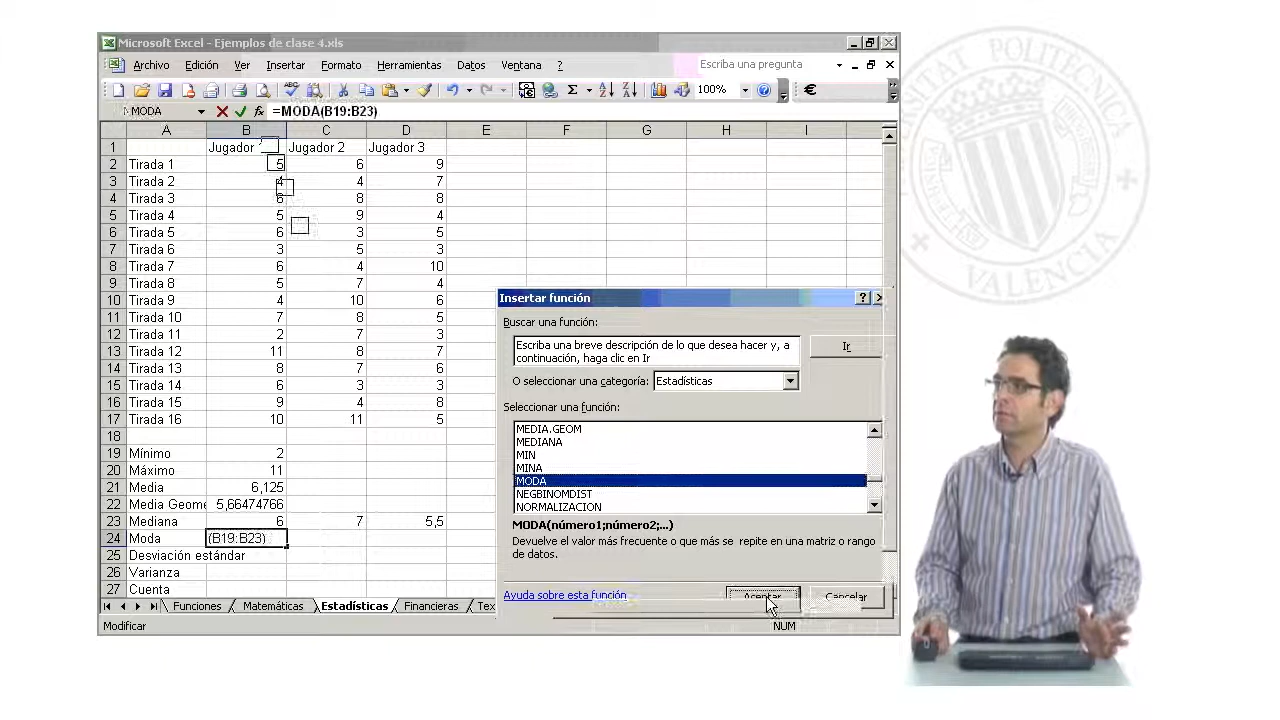 Microsoft Excel - Ejemplos de clase 4.xls
Archivo Edición Ver Insertar Formato Herramientas Datos Ventana ? Escriba una pregunta
Σ 100% €
MODA =MODA(B19:B23)
A B C D E F G H I
1 Jugador Jugador 2 Jugador 3
2 Tirada 1 5 6 9
3 Tirada 2 4 4 7
4 Tirada 3 6 8 8
5 Tirada 4 5 9 4
6 Tirada 5 6 3 5
7 Tirada 6 3 5 3
8 Tirada 7 6 4 10
9 Tirada 8 5 7 4
10 Tirada 9 4 10 6
11 Tirada 10 7 8 5
12 Tirada 11 2 7 3
13 Tirada 12 11 8 7
14 Tirada 13 8 7 6
15 Tirada 14 6 3 3
16 Tirada 15 9 4 8
17 Tirada 16 10 11 5
18
19 Mínimo 2
20 Máximo 11
21 Media 6,125
22 Media Geome 5,66474766
23 Mediana 6 7 5,5
24 Moda (B19:B23)
25 Desviación estándar
26 Varianza
27 Cuenta
Funciones Matemáticas Estadísticas Financieras Tex
Modificar NUM
Insertar función
Buscar una función:
Escriba una breve descripción de lo que desea hacer y, a
continuación, haga clic en Ir
Ir
O seleccionar una categoría: Estadísticas
Seleccionar una función:
MEDIA.GEOM
MEDIANA
MIN
MINA
MODA
NEGBINOMDIST
NORMALIZACION
MODA(número1;número2;...)
Devuelve el valor más frecuente o que más se repite en una matriz o rango
de datos.
Ayuda sobre esta función
Aceptar Cancelar
POLITECNICA
VALENCIA